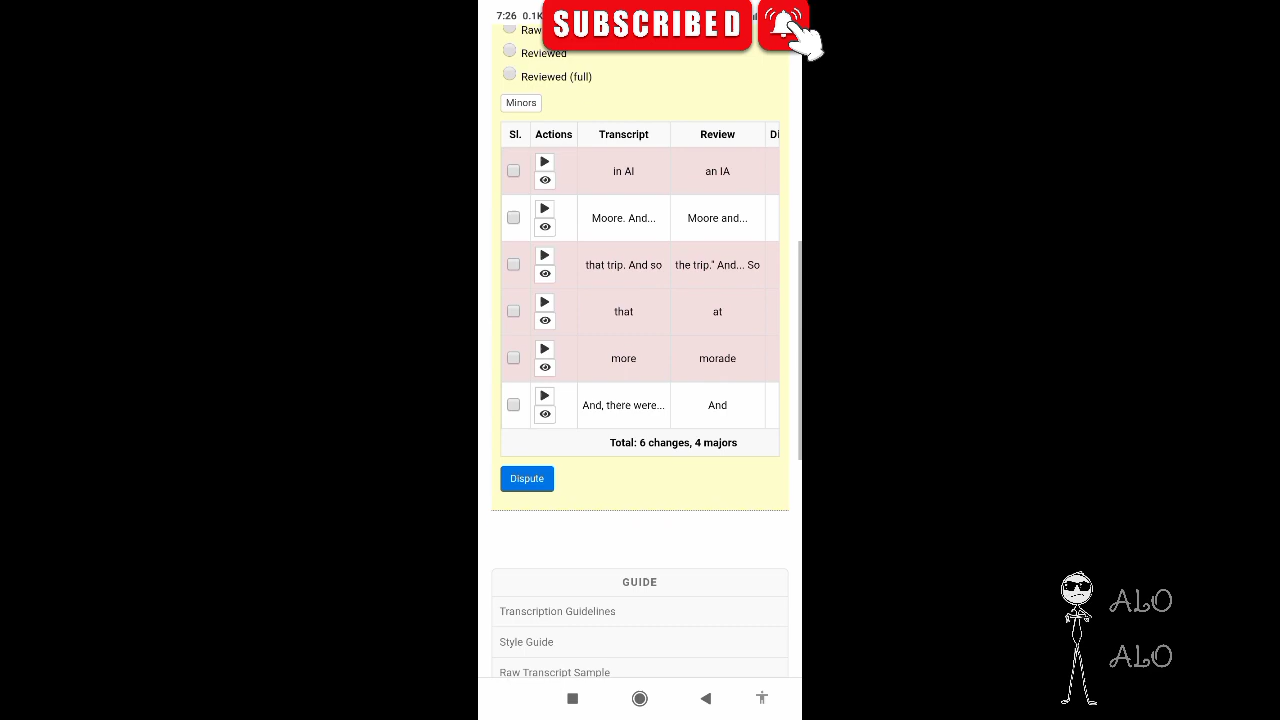 7:26 0.1K
SUBSCRIBED
Raw
Reviewed
Reviewed (full)
Minors
Sl. Actions Transcript Review Di
in AI an IA
Moore. And... Moore and...
that trip. And so the trip." And... So
that at
more morade
And, there were... And
Total: 6 changes, 4 majors
Dispute
GUIDE
Transcription Guidelines
Style Guide
Raw Transcript Sample
ALO
ALO